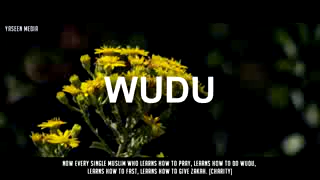 YASEEN MEDIA
WUDU
NOW EVERY SINGLE MUSLIM WHO LEARNS HOW TO PRAY, LEARNS HOW TO DO WUDU,
LEARNS HOW TO FAST, LEARNS HOW TO GIVE ZAKAH. (CHARITY)